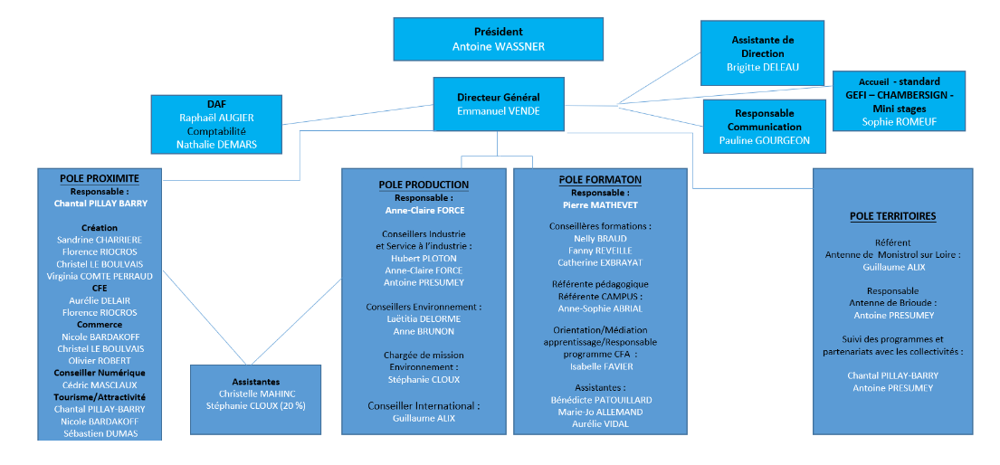 Président
Antoine WASSNER
Assistante de
Direction
Brigitte DELEAU
Accueil - standard
GEFI – CHAMBERSIGN -
Mini stages
Sophie ROMEUF
Directeur Général
Emmanuel VENDE
DAF
Raphaël AUGIER
Comptabilité
Nathalie DEMARS
Responsable
Communication
Pauline GOURGEON
POLE PROXIMITE
Responsable :
Chantal PILLAY BARRY
Création
Sandrine CHARRIERE
Florence RIOCROS
Christel LE BOULVAIS
Virginia COMTE PERRAUD
CFE
Aurélie DELAIR
Florence RIOCROS
Commerce
Nicole BARDAKOFF
Christel LE BOULVAIS
Olivier ROBERT
Conseiller Numérique
Cédric MASCLAUX
Tourisme/Attractivité
Chantal PILLAY-BARRY
Nicole BARDAKOFF
Sébastien DUMAS
Assistantes
Christelle MAHINC
Stéphanie CLOUX (20 %)
POLE PRODUCTION
Responsable :
Anne-Claire FORCE
Conseillers Industrie
et Service à l'industrie :
Hubert PLOTON
Anne-Claire FORCE
Antoine PRESUMEY
Conseillers Environnement :
Laëtitia DELORME
Anne BRUNON
Chargée de mission
Environnement :
Stéphanie CLOUX
Conseiller International :
Guillaume ALIX
POLE FORMATON
Responsable :
Pierre MATHEVET
Conseillères formations :
Nelly BRAUD
Fanny REVEILLE
Catherine EXBRAYAT
Référente pédagogique
Référente CAMPUS :
Anne-Sophie ABRIAL
Orientation/Médiation
apprentissage/Responsable
programme CFA :
Isabelle FAVIER
Assistantes :
Bénédicte PATOUILLARD
Marie-Jo ALLEMAND
Aurélie VIDAL
POLE TERRITOIRES
Référent
Antenne de Monistrol sur Loire :
Guillaume ALIX
Responsable
Antenne de Brioude :
Antoine PRESUMEY
Suivi des programmes et
partenariats avec les collectivités :
Chantal PILLAY-BARRY
Antoine PRESUMEY